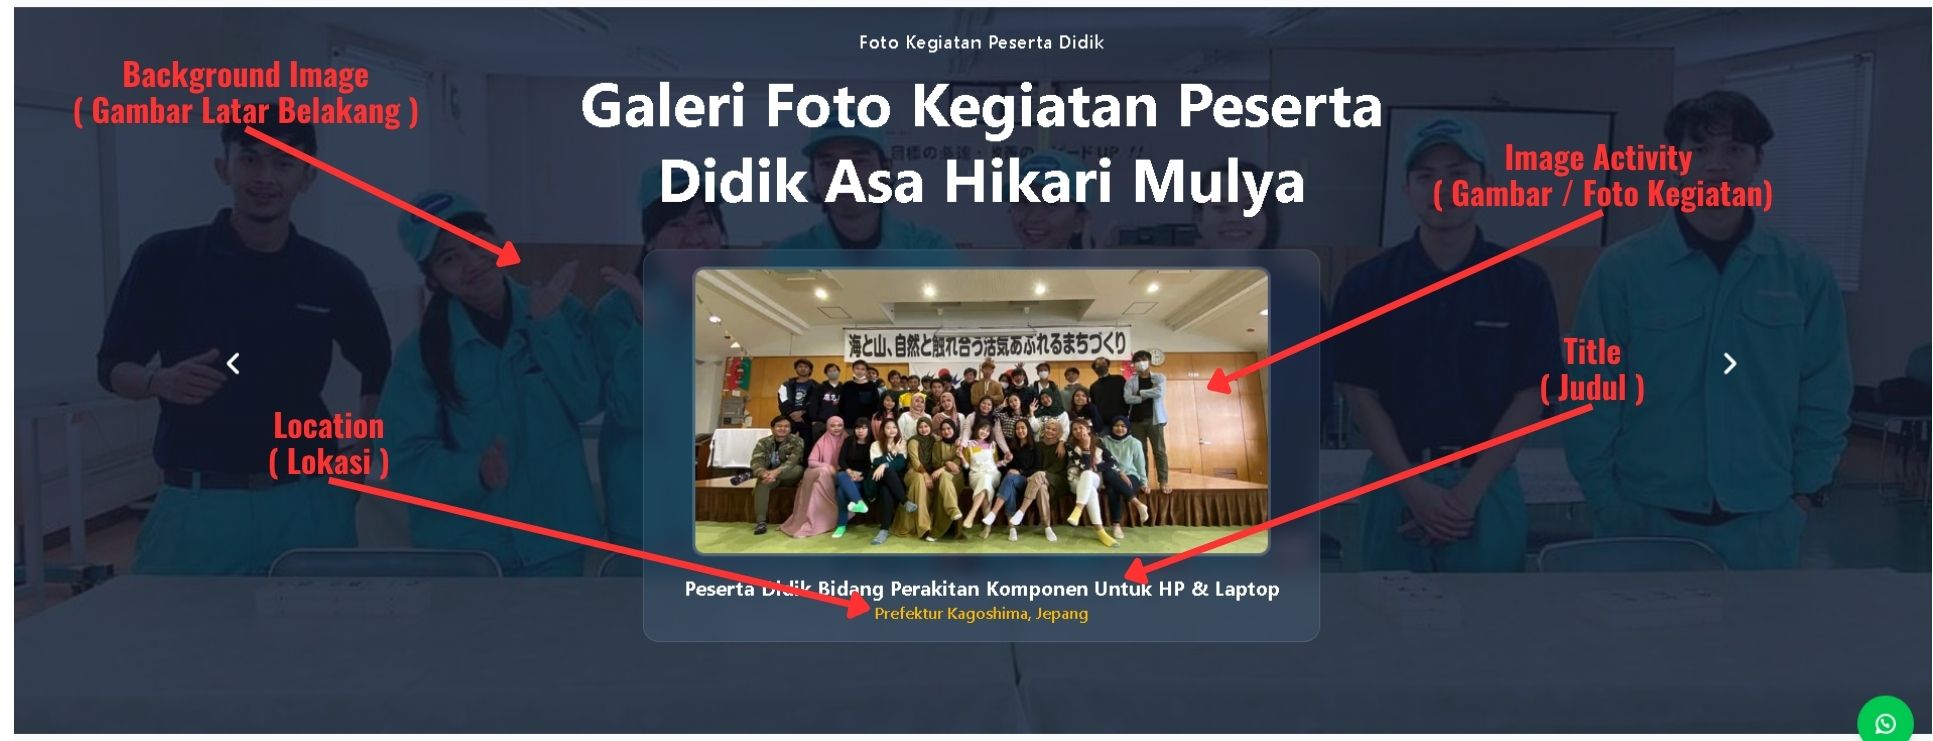 Foto Kegiatan Peserta Didik
Background Image
( Gambar Latar Belakang )
Galeri Foto Kegiatan Peserta
Didik Asa Hikari Mulya
Image Activity
( Gambar / Foto Kegiatan)
海と山、自然と触れ合う活気あふれるまちづくり
Title
( Judul )
Location
( Lokasi )
Peserta Didik Bidang Perakitan Komponen Untuk HP & Laptop
Prefektur Kagoshima, Jepang